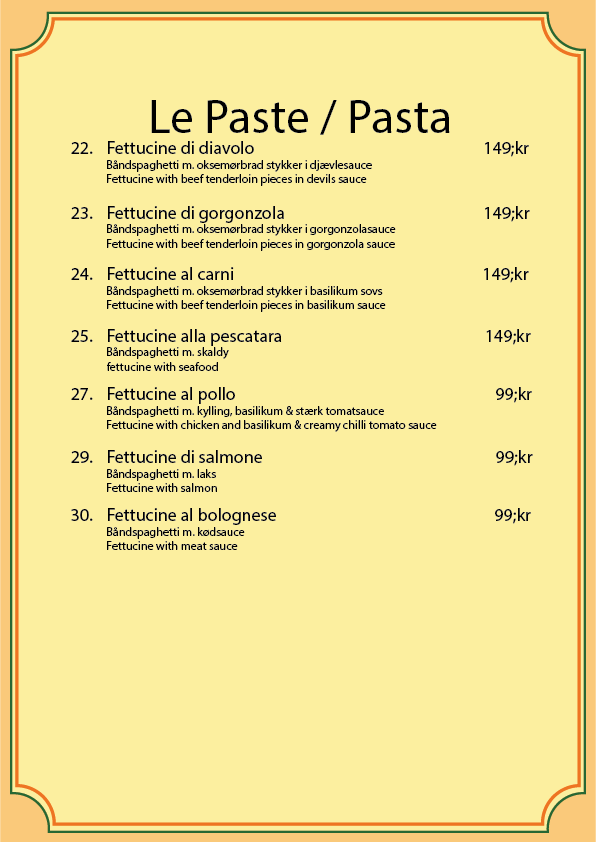 Le Paste / Pasta
22. Fettucine di diavolo 149;kr
Båndspaghetti m. oksemørbrad stykker i djævlesauce
Fettucine with beef tenderloin pieces in devils sauce
23. Fettucine di gorgonzola 149;kr
Båndspaghetti m. oksemørbrad stykker i gorgonzolasauce
Fettucine with beef tenderloin pieces in gorgonzola sauce
24. Fettucine al carni 149;kr
Båndspaghetti m. oksemørbrad stykker i basilikum sovs
Fettucine with beef tenderloin pieces in basilikum sauce
25. Fettucine alla pescatara 149;kr
Båndspaghetti m. skaldy
fettucine with seafood
27. Fettucine al pollo 99;kr
Båndspaghetti m. kylling, basilikum & stærk tomatsauce
Fettucine with chicken and basilikum & creamy chilli tomato sauce
29. Fettucine di salmone 99;kr
Båndspaghetti m. laks
Fettucine with salmon
30. Fettucine al bolognese 99;kr
Båndspaghetti m. kødsauce
Fettucine with meat sauce